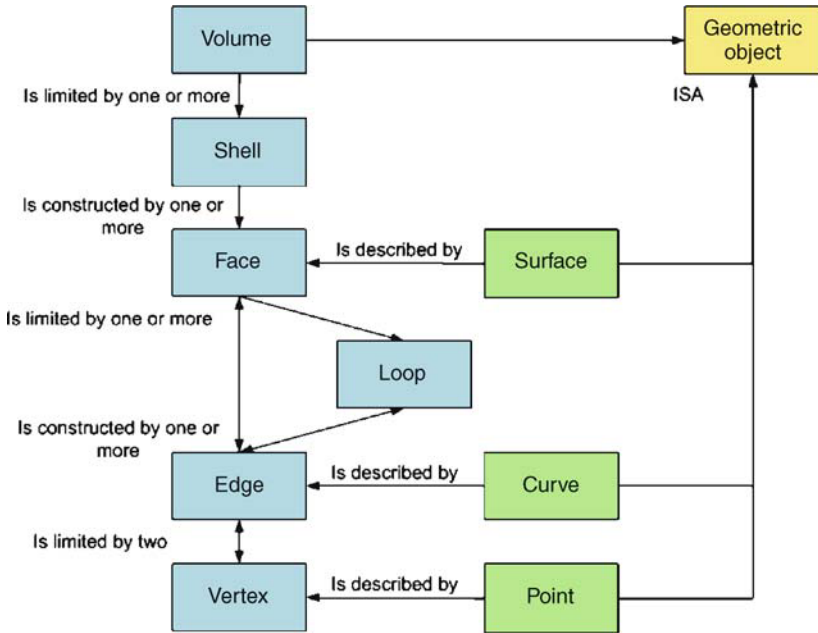 Volume
Geometric
object
Is limited by one or more
ISA
Shell
Is constructed by one or
more
Face
Is described by
Surface
Is limited by one or more
Loop
Is constructed by one or
more
Edge
Is described by
Curve
Is limited by two
Vertex
Is described by
Point